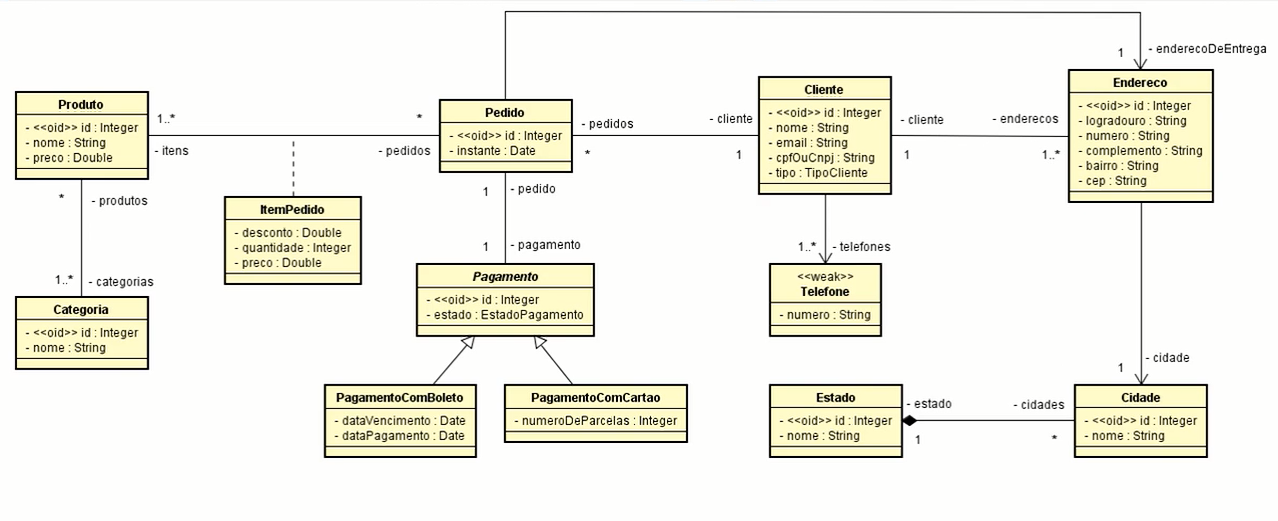 1
- enderecoDeEntrega
Produto
- <<oid>> id : Integer
- nome : String
- preco : Double
1..*
- itens
*
- pedidos
Pedido
- <<oid>> id : Integer
- instante : Date
- pedidos
*
- cliente
1
Cliente
- <<oid>> id : Integer
- nome : String
- email : String
- cpfOuCnpj : String
- tipo : TipoCliente
- cliente
1
- enderecos
1..*
Endereco
- <<oid>> id : Integer
- logradouro : String
- numero : String
- complemento : String
- bairro : String
- cep : String
*
- produtos
1..*
- categorias
Categoria
- <<oid>> id : Integer
- nome : String
ItemPedido
- desconto : Double
- quantidade : Integer
- preco : Double
1
- pedido
1
- pagamento
Pagamento
- <<oid>> id : Integer
- estado : EstadoPagamento
1..*
- telefones
<<weak>>
Telefone
- numero : String
PagamentoComBoleto
- dataVencimento : Date
- dataPagamento : Date
PagamentoComCartao
- numeroDeParcelas : Integer
Estado
- <<oid>> id : Integer
- nome : String
- estado
1
- cidades
*
1
- cidade
Cidade
- <<oid>> id : Integer
- nome : String